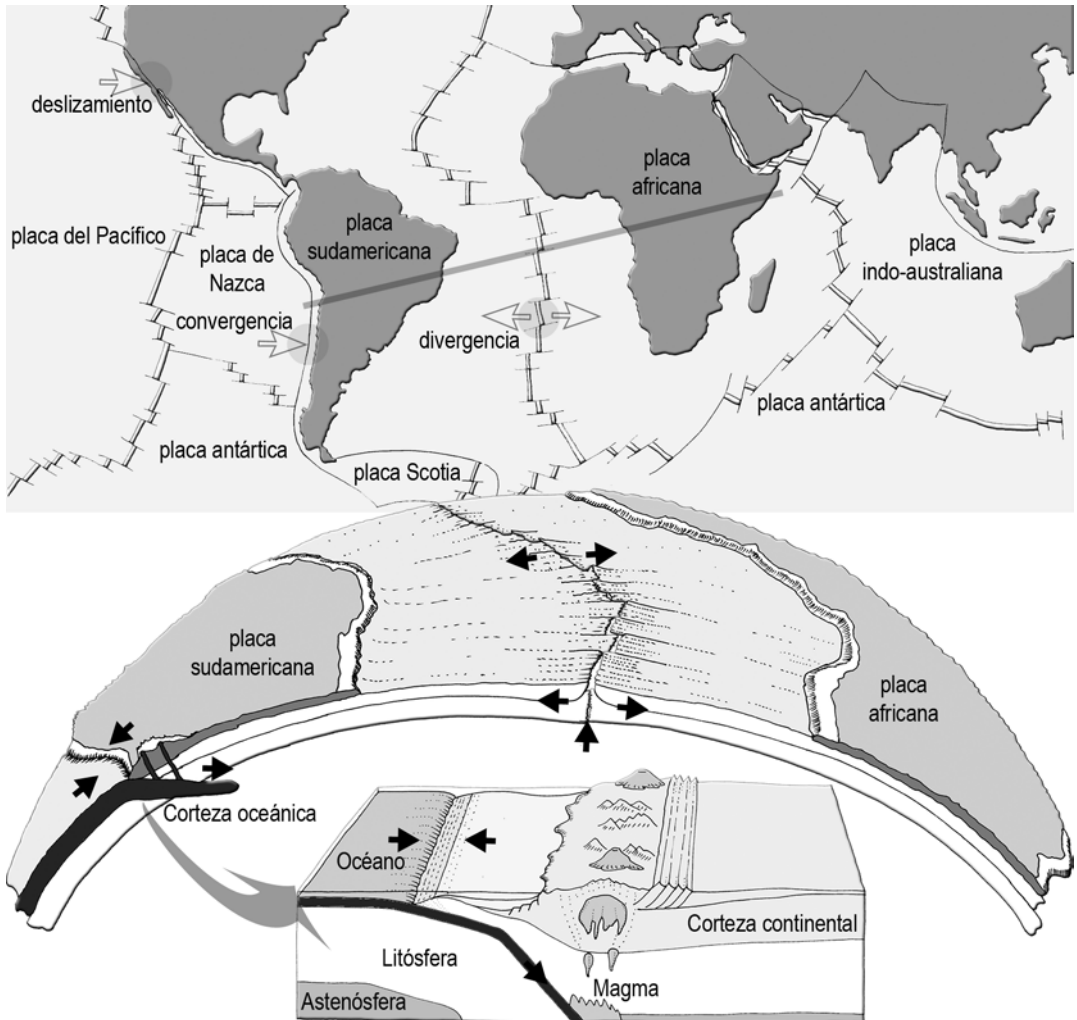 deslizamiento
placa
africana
placa del Pacífico
placa
sudamericana
placa de
Nazca
placa
indo-australiana
convergencia
divergencia
placa antártica
placa antártica
placa Scotia
placa
sudamericana
placa
africana
Corteza oceánica
Océano
Corteza continental
Litósfera
Magma
Astenósfera